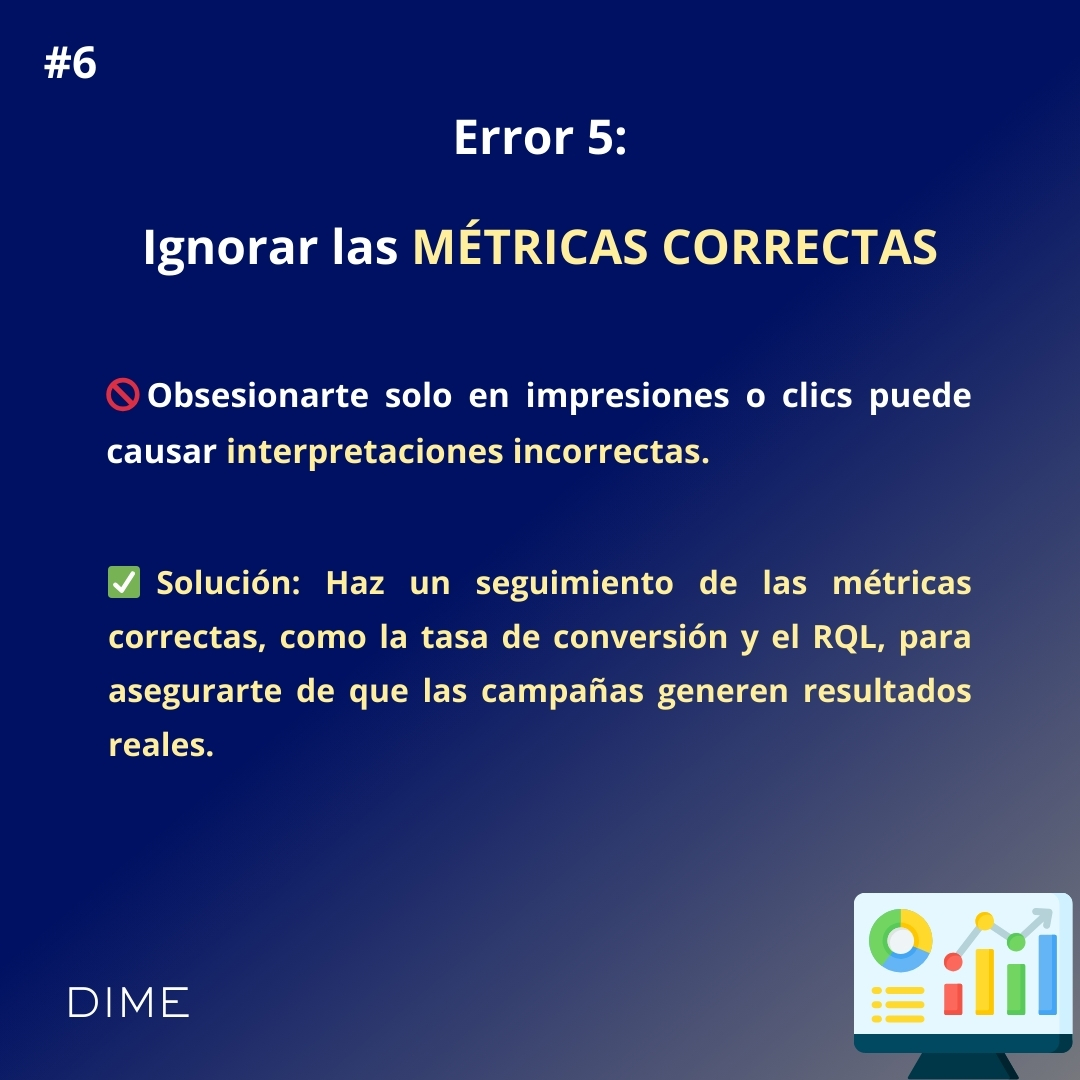 #6
Error 5:
Ignorar las MÉTRICAS CORRECTAS
🚫Obsesionarte solo en impresiones o clics puede
causar interpretaciones incorrectas.
✅ Solución: Haz un seguimiento de las métricas
correctas, como la tasa de conversión y el RQL, para
asegurarte de que las campañas generen resultados
reales.
DIME